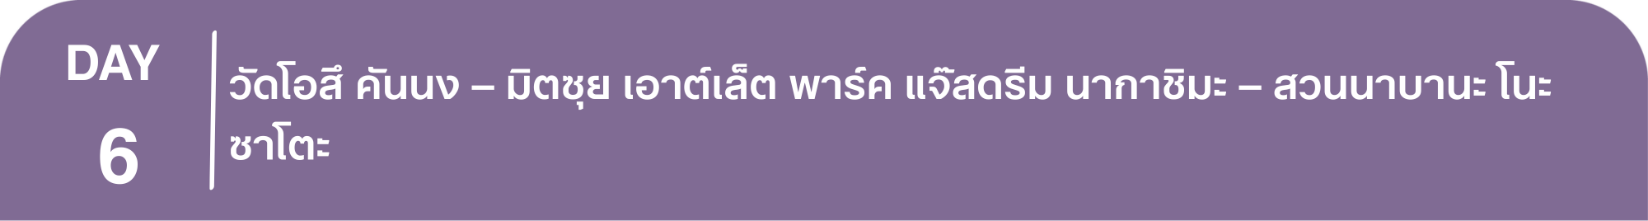 DAY
6
วัดโอสึ คันนง – มิตซุย เอาต์เล็ต พาร์ค แจ๊สดรีม นากาชิมะ – สวนนาบานะ โนะ
ซาโตะ